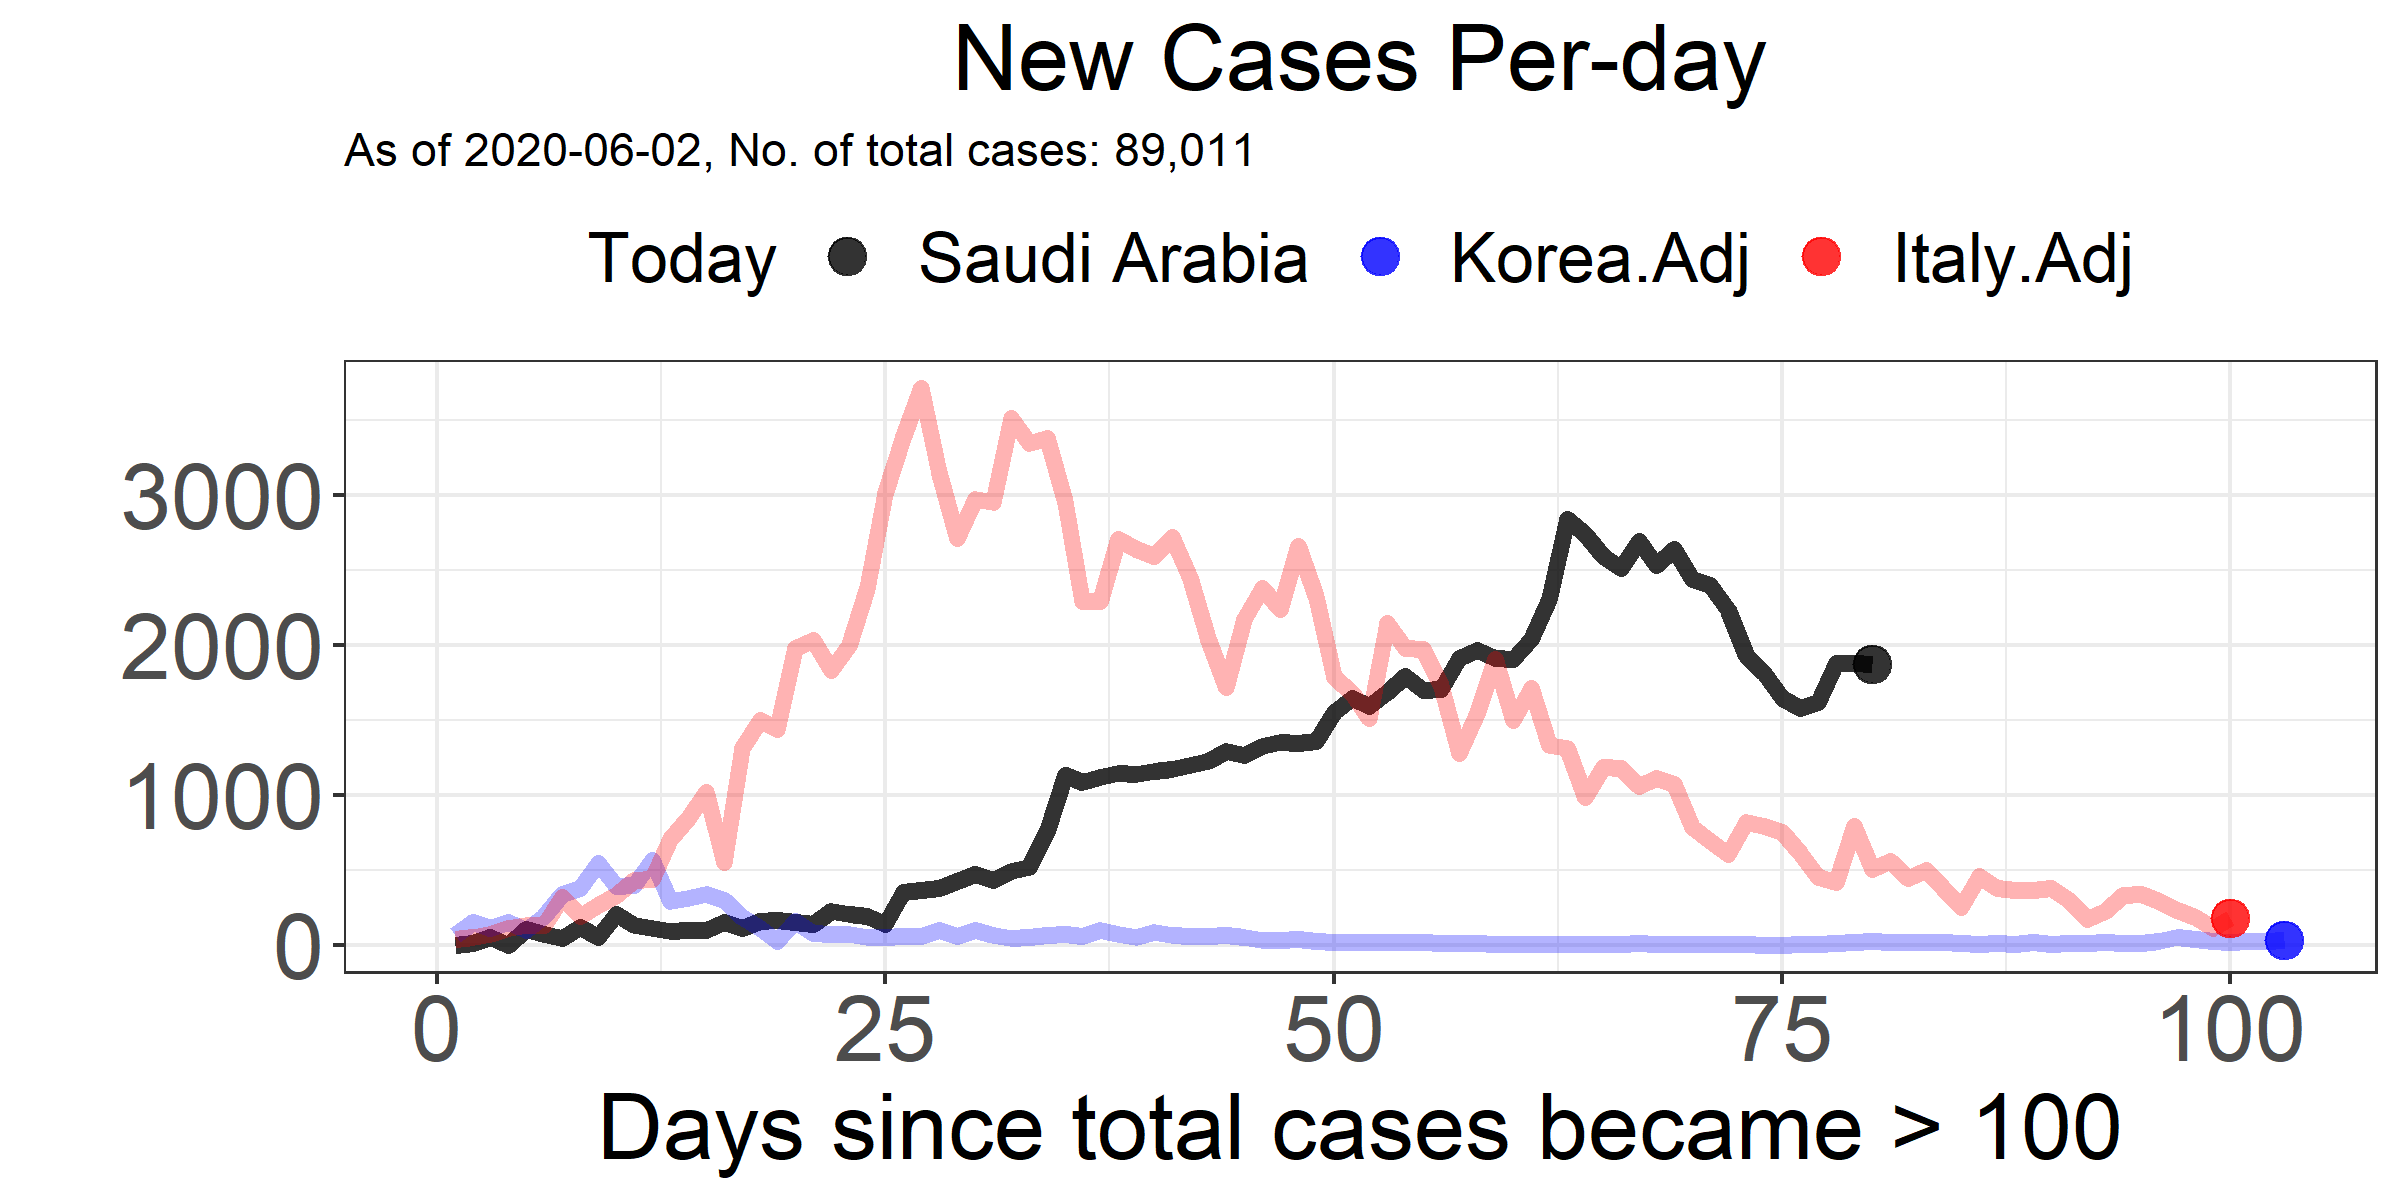 New Cases Per-day
As of 2020-06-02, No. of total cases: 89,011
Today Saudi Arabia Korea.Adj Italy.Adj
3000
2000
1000
0
0 25 50 75 100
Days since total cases became > 100